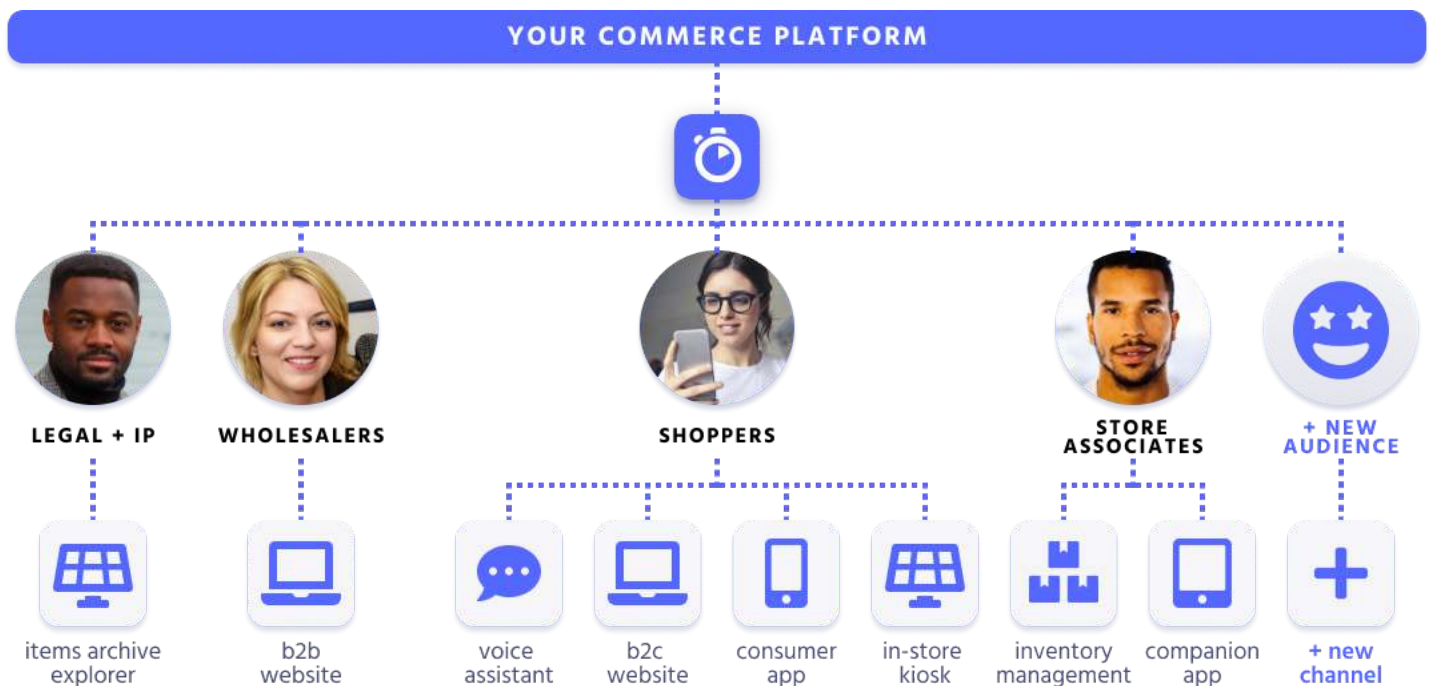 YOUR COMMERCE PLATFORM
LEGAL + IP
WHOLESALERS
SHOPPERS
STORE
ASSOCIATES
+ NEW
AUDIENCE
items archive
explorer
b2b
website
voice
assistant
b2c
website
consumer
app
in-store
kiosk
inventory
management
companion
app
+ new
channel